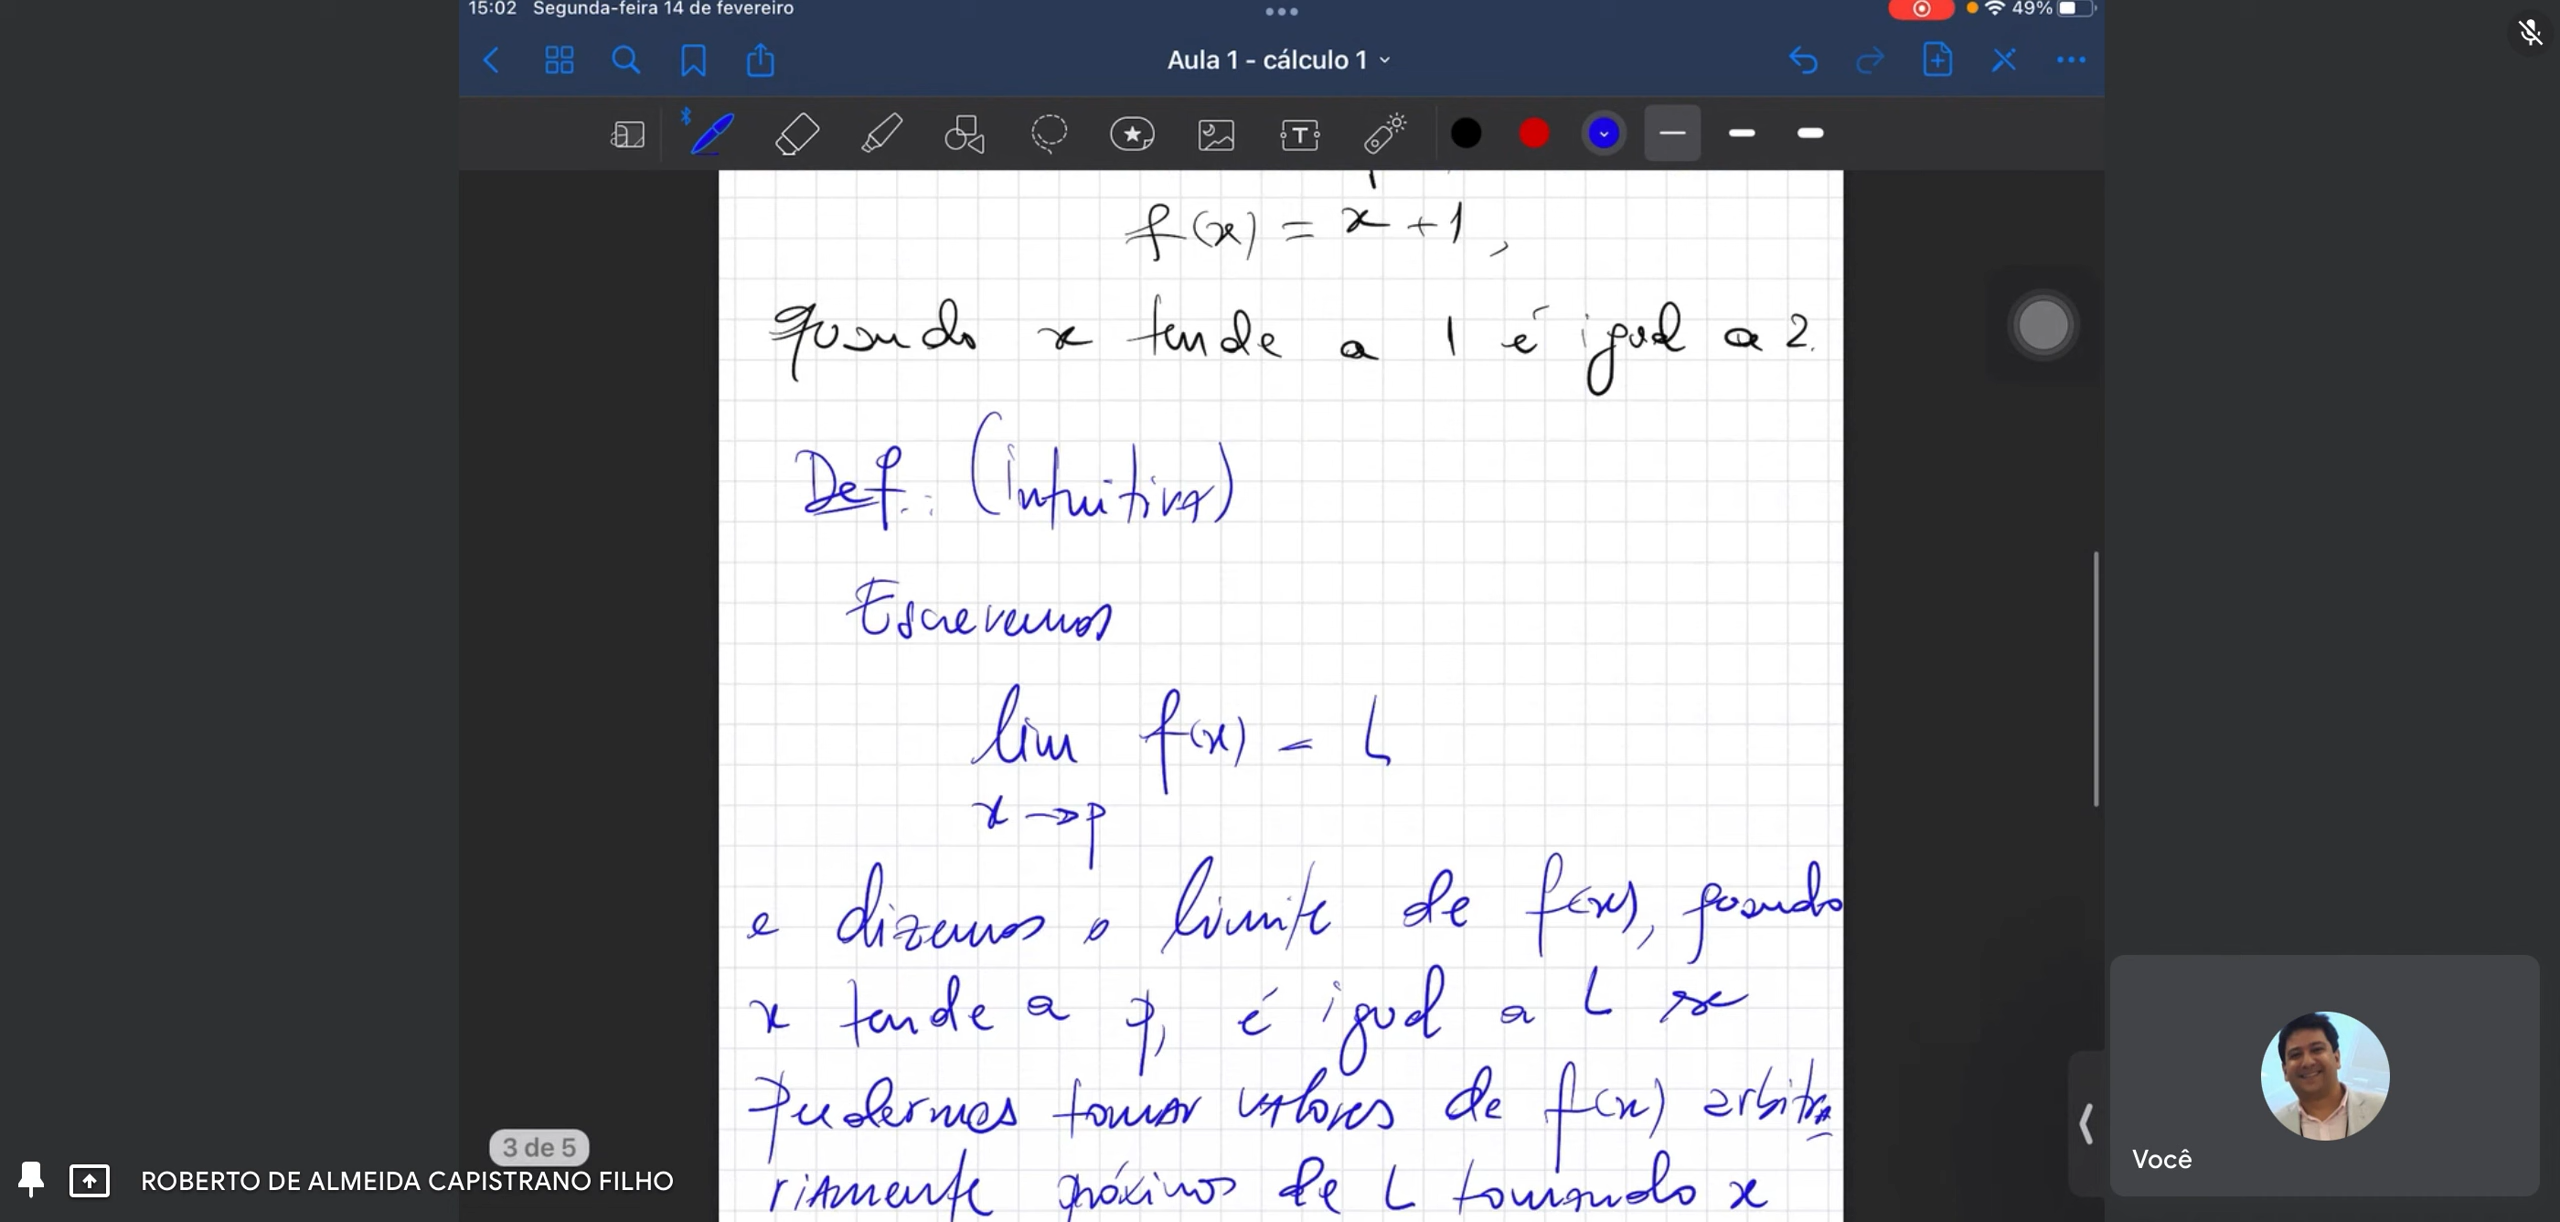 15:02 Segunda-feira 14 de fevereiro
49%
Aula 1 - cálculo 1
f(x) = x + 1,
quando x tende a 1 é igual a 2.
Def.: (intuitiva)
Escrevemos
lim f(x) = L
x → p
e dizemos o limite de f(x), quando
x tende a p, é igual a L se
pudermos tomar valores de f(x) arbitra
riamente próximos de L tomando x
3 de 5
ROBERTO DE ALMEIDA CAPISTRANO FILHO
Você